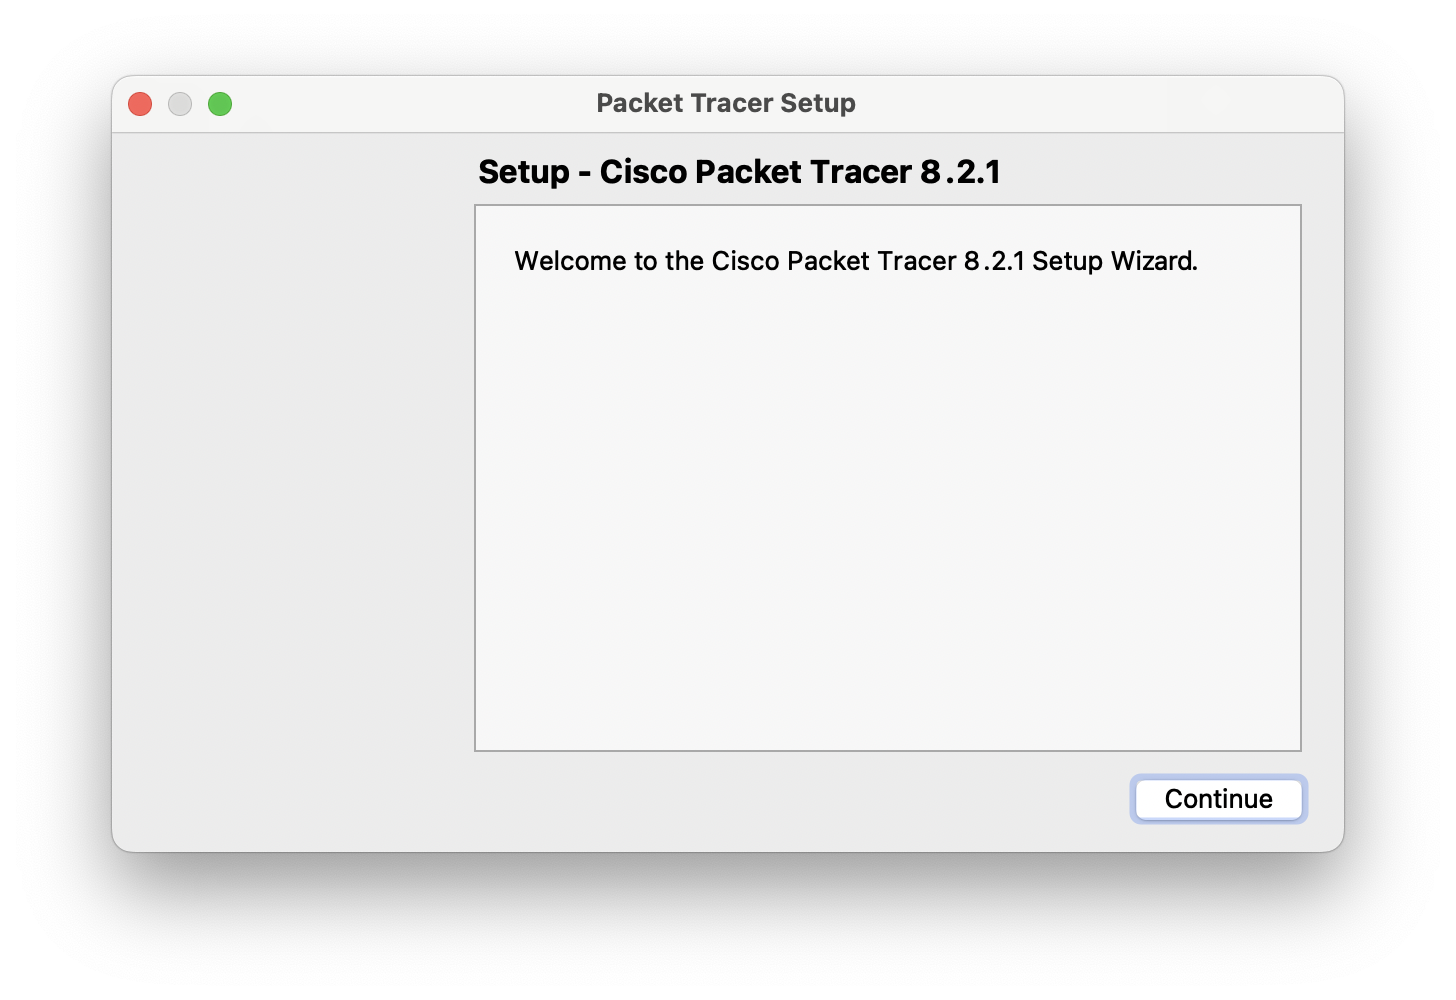 Packet Tracer Setup
Setup - Cisco Packet Tracer 8.2.1
Welcome to the Cisco Packet Tracer 8.2.1 Setup Wizard.
Continue